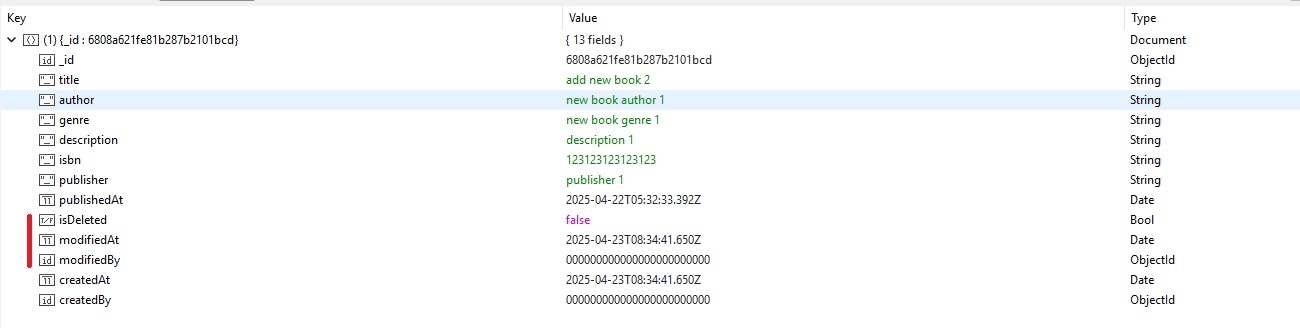 Key Value Type
(1) {_id : 6808a621fe81b287b2101bcd} { 13 fields } Document
_id 6808a621fe81b287b2101bcd ObjectId
title add new book 2 String
author new book author 1 String
genre new book genre 1 String
description description 1 String
isbn 123123123123123 String
publisher publisher 1 String
publishedAt 2025-04-22T05:32:33.392Z Date
isDeleted false Bool
modifiedAt 2025-04-23T08:34:41.650Z Date
modifiedBy 000000000000000000000000 ObjectId
createdAt 2025-04-23T08:34:41.650Z Date
createdBy 000000000000000000000000 ObjectId